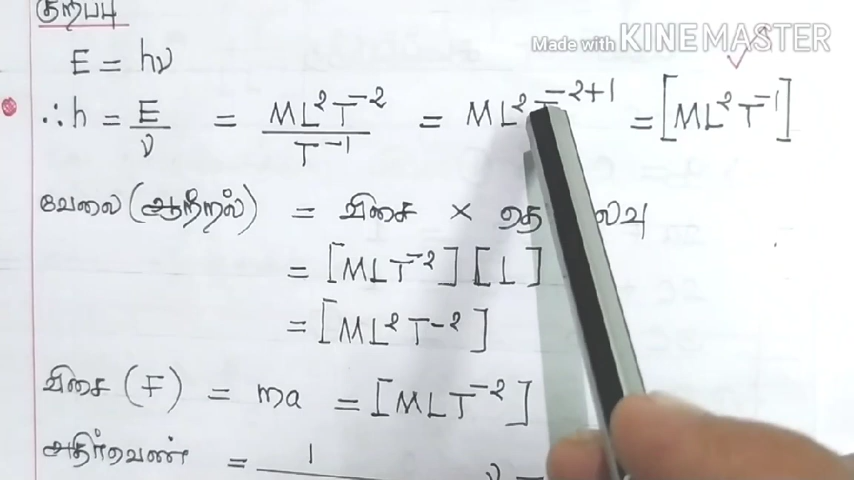 குறிப்பு
Made with KINEMASTER
E = hν
∴ h = E/ν = ML²T⁻²/T⁻¹ = ML²T⁻²⁺¹ = [ML²T⁻¹]
வேலை (ஆற்றல்) = விசை ×
= [MLT⁻²] [L]
= [ML²T⁻²]
விசை (F) = ma = [MLT⁻²]
அதிர்வெண் = 1 ν =